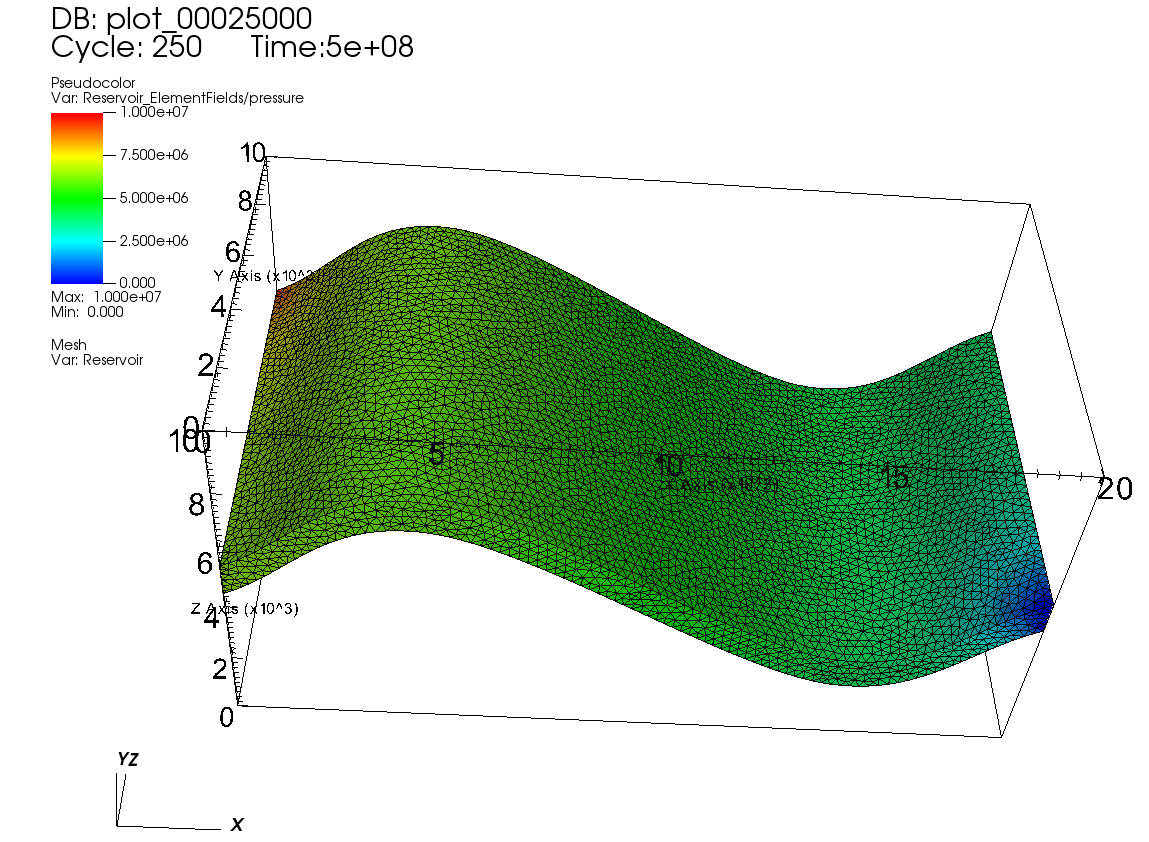 DB: plot_00025000
Cycle: 250 Time:5e+08
Pseudocolor
Var: Reservoir_ElementFields/pressure
1.000e+07
7.500e+06
5.000e+06
2.500e+06
0.000
Max: 1.000e+07
Min: 0.000
Mesh
Var: Reservoir
10
8
6
Y Axis (x10^3
4
2
0
10
5
10
15
20
X Axis
8
6
Z Axis (x10^3)
4
2
0
YZ
X